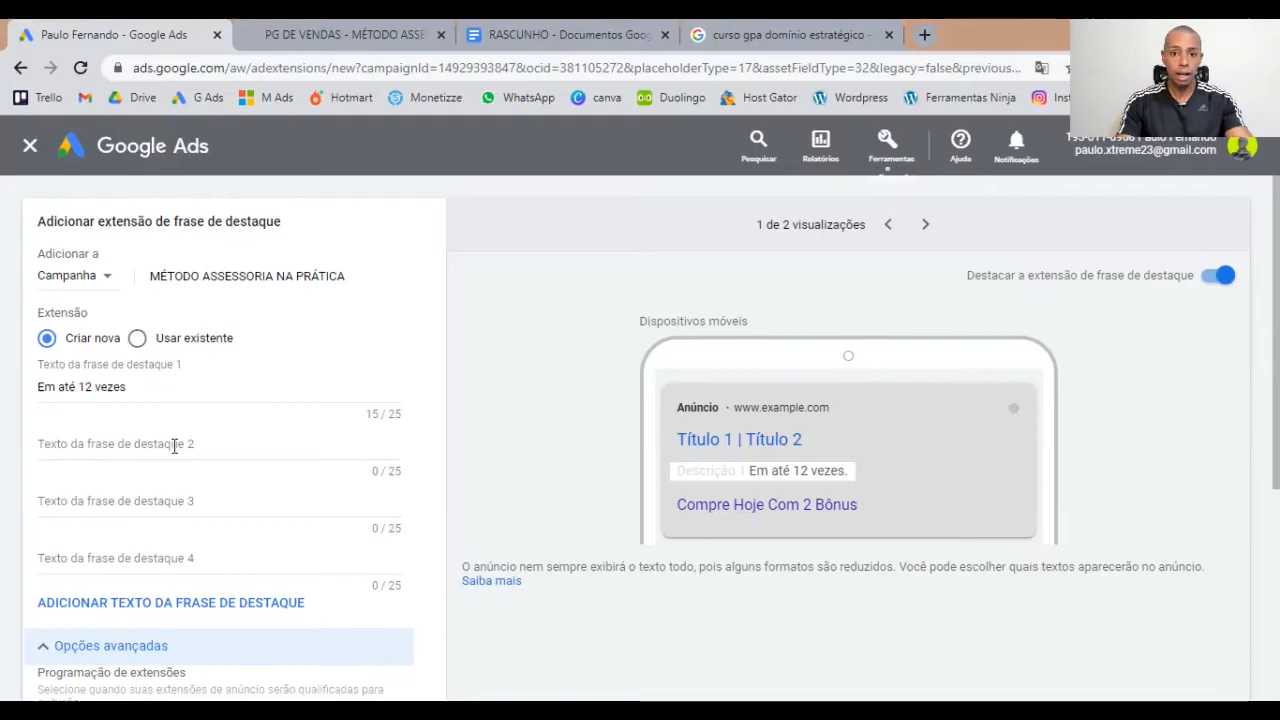 Paulo Fernando - Google Ads
PG DE VENDAS - MÉTODO ASSE
RASCUNHO - Documentos Goog
curso gpa domínio estratégico -
ads.google.com/aw/adextensions/new?campaignId=14929359447&ocid=381105272&placeholderType=17&assetFieldType=32&legacy=false&previous...
Trello
Drive
G Ads
M Ads
Hotmart
Monetizze
WhatsApp
canva
Duolingo
Host Gator
Wordpress
Ferramentas Ninja
Google Ads
Pesquisar
Relatórios
Ferramentas
e
Ajuda
Notificações
Paulo Fernando
paulo.xtreme23@gmail.com
Adicionar extensão de frase de destaque
Adicionar a
Campanha
MÉTODO ASSESSORIA NA PRÁTICA
Extensão
Criar nova
Usar existente
Texto da frase de destaque 1
Em até 12 vezes
15 / 25
Texto da frase de destaque 2
0 / 25
Texto da frase de destaque 3
0 / 25
Texto da frase de destaque 4
0 / 25
ADICIONAR TEXTO DA FRASE DE DESTAQUE
Opções avançadas
Programação de extensões
Selecione quando suas extensões de anúncio serão qualificadas para
1 de 2 visualizações
Destacar a extensão de frase de destaque
Dispositivos móveis
Anúncio · www.example.com
Título 1 | Título 2
Descrição 1 Em até 12 vezes.
Compre Hoje Com 2 Bônus
O anúncio nem sempre exibirá o texto todo, pois alguns formatos são reduzidos. Você pode escolher quais textos aparecerão no anúncio.
Saiba mais